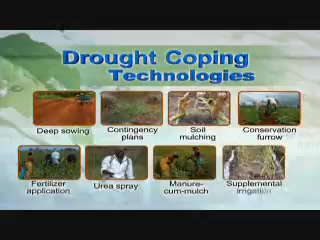 Drought Coping
Technologies
Deep sowing
Contingency
plans
Soil
mulching
Conservation
furrow
Fertilizer
application
Urea spray
Manure-
cum-mulch
Supplemental
irrigation